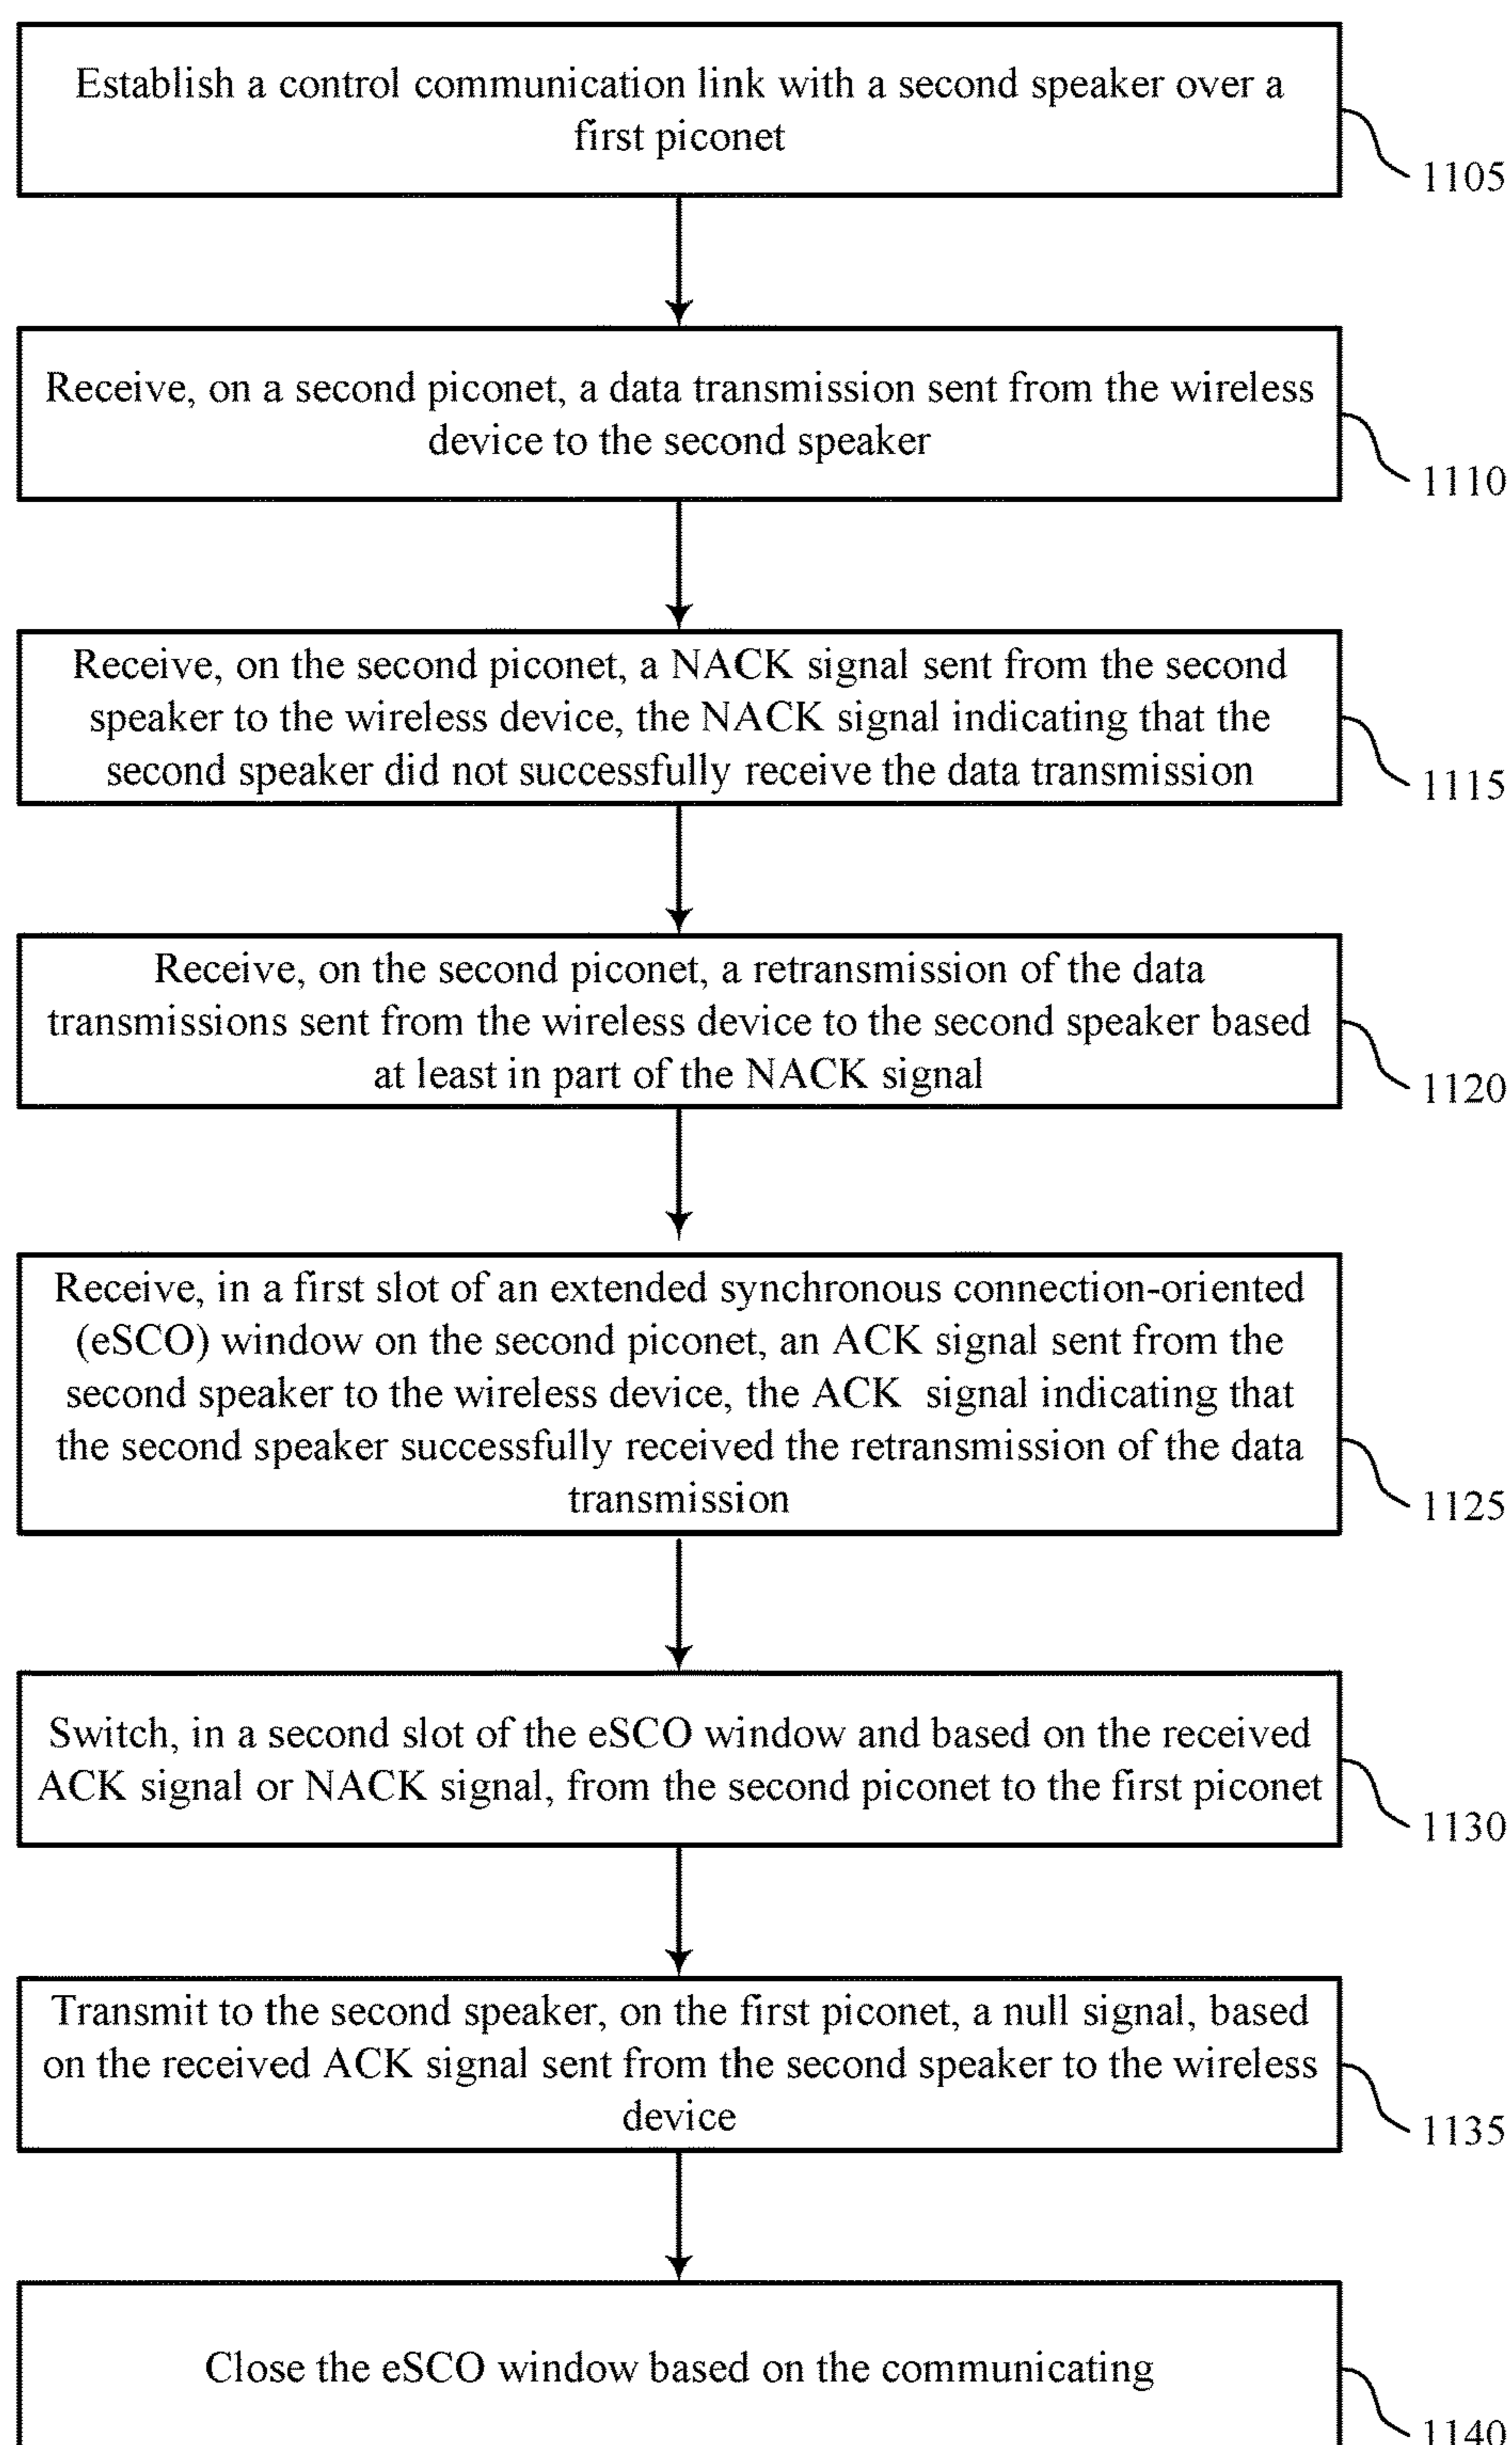 Establish a control communication link with a second speaker over a
first piconet
1105
Receive, on a second piconet, a data transmission sent from the wireless
device to the second speaker
1110
Receive, on the second piconet, a NACK signal sent from the second
speaker to the wireless device, the NACK signal indicating that the
second speaker did not successfully receive the data transmission
1115
Receive, on the second piconet, a retransmission of the data
transmissions sent from the wireless device to the second speaker based
at least in part of the NACK signal
1120
Receive, in a first slot of an extended synchronous connection-oriented
(eSCO) window on the second piconet, an ACK signal sent from the
second speaker to the wireless device, the ACK signal indicating that
the second speaker successfully received the retransmission of the data
transmission
1125
Switch, in a second slot of the eSCO window and based on the received
ACK signal or NACK signal, from the second piconet to the first piconet
1130
Transmit to the second speaker, on the first piconet, a null signal, based
on the received ACK signal sent from the second speaker to the wireless
device
1135
Close the eSCO window based on the communicating
1140